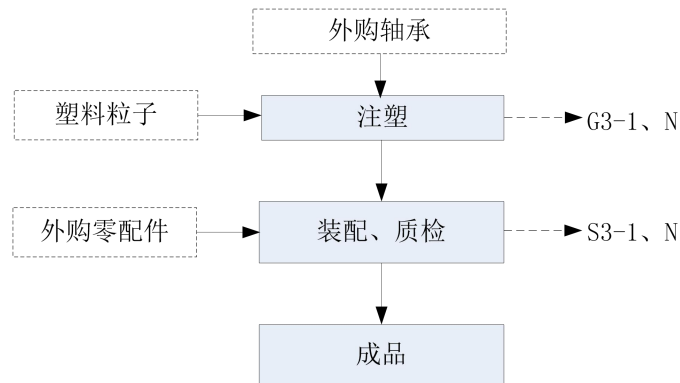 外购轴承
塑料粒子
注塑
G3-1、N
外购零配件
装配、质检
S3-1、N
成品